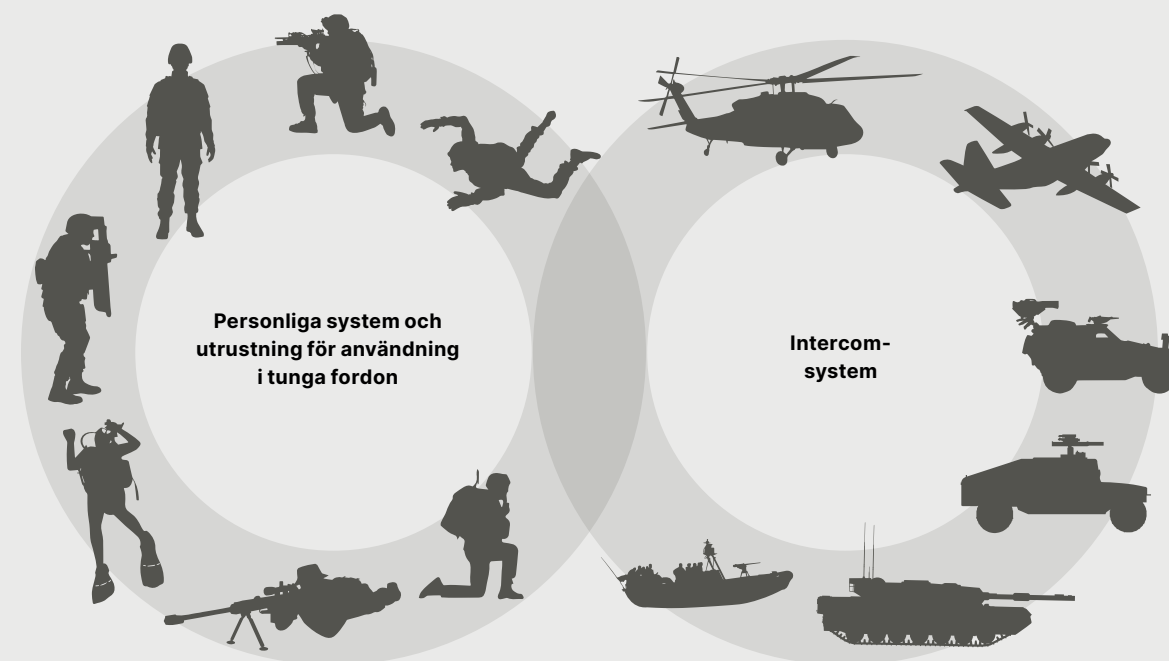 Personliga system och
utrustning för användning
i tunga fordon
Intercom-
system